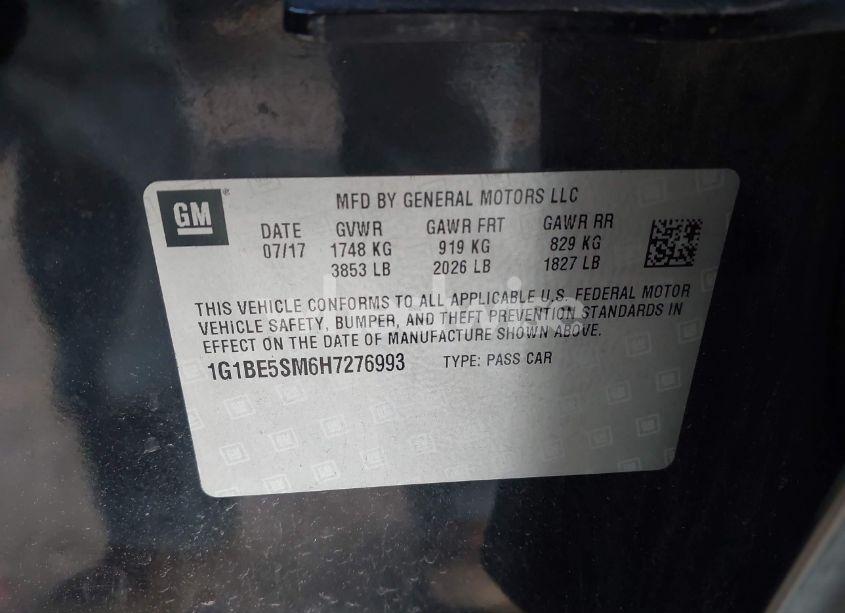 GM®
MFD BY GENERAL MOTORS LLC
DATE GVWR GAWR FRT GAWR RR
07/17 1748 KG 919 KG 829 KG
3853 LB 2026 LB 1827 LB
THIS VEHICLE CONFORMS TO ALL APPLICABLE U.S. FEDERAL MOTOR
VEHICLE SAFETY, BUMPER, AND THEFT PREVENTION STANDARDS IN
EFFECT ON THE DATE OF MANUFACTURE SHOWN ABOVE.
1G1BE5SM6H7276993 TYPE: PASS CAR